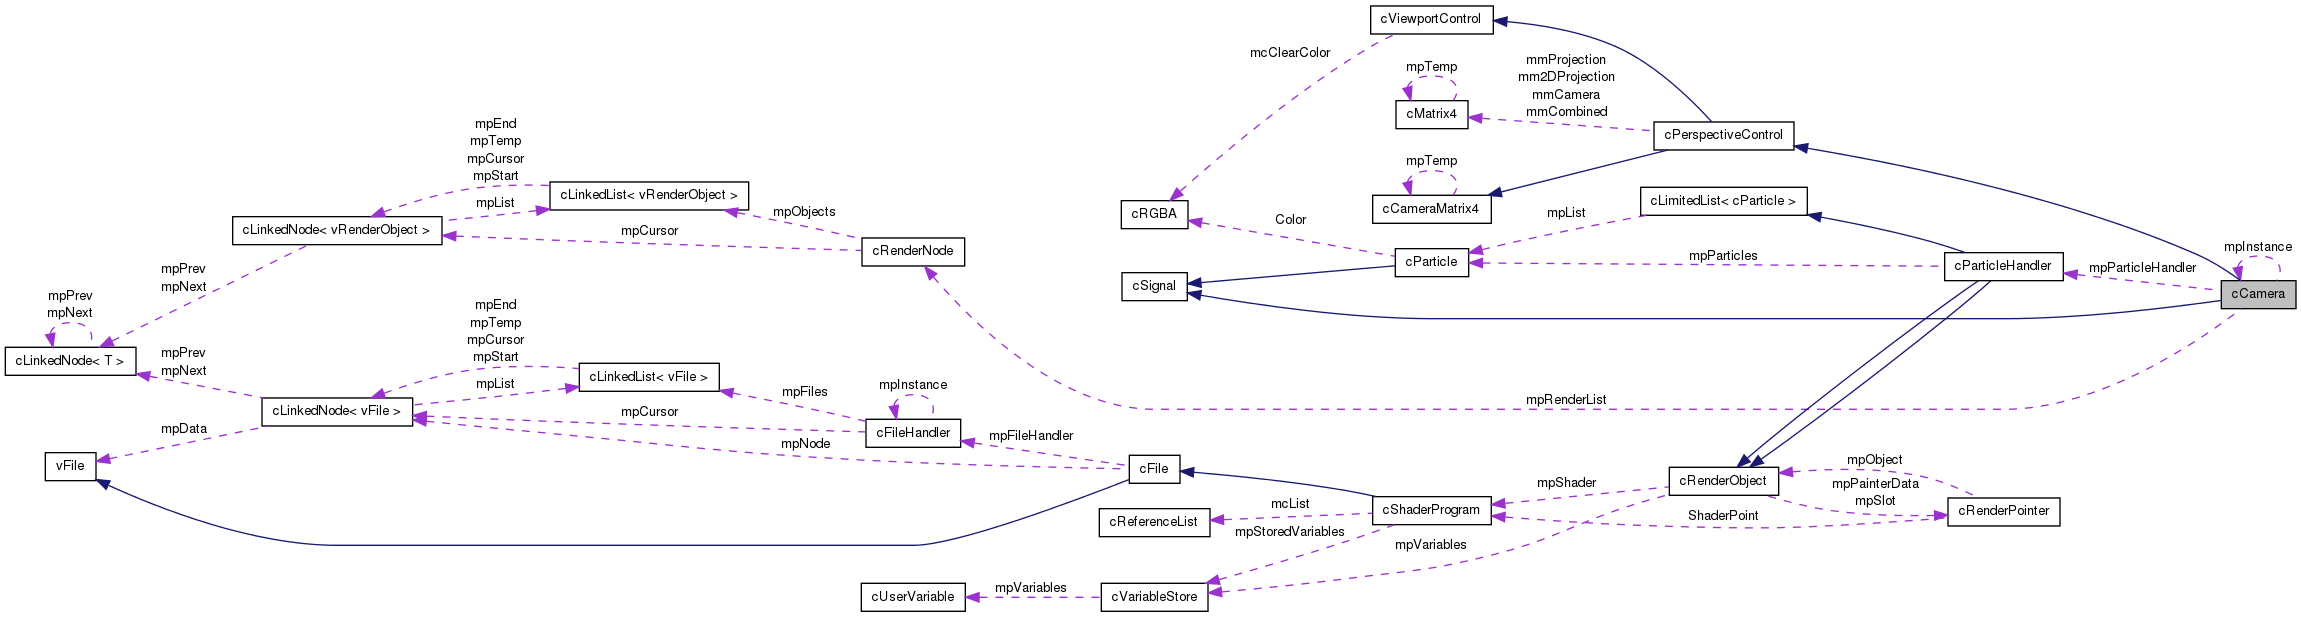 cViewportControl
mcClearColor
mmProjection
mm2DProjection
mmCamera
mmCombined
mpTemp
cMatrix4
cPerspectiveControl
mpEnd
mpTemp
mpCursor
mpStart
mpTemp
cLinkedList< vRenderObject >
mpList
cLimitedList< cParticle >
cCameraMatrix4
cRGBA
mpObjects
mpList
Color
cLinkedNode< vRenderObject >
mpCursor
cRenderNode
cParticle
mpParticles
cParticleHandler
mpInstance
mpParticleHandler
mpPrev
mpNext
cSignal
cCamera
mpPrev
mpNext
mpEnd
mpTemp
mpCursor
mpStart
cLinkedNode< T >
mpPrev
mpNext
cLinkedList< vFile >
mpList
mpFiles
mpInstance
mpRenderList
cLinkedNode< vFile >
mpCursor
cFileHandler
mpData
mpNode
mpFileHandler
vFile
cFile
mpObject
mpShader
cRenderObject
mpPainterData
mpSlot
mcList
cShaderProgram
ShaderPoint
cRenderPointer
cReferenceList
mpStoredVariables
mpVariables
mpVariables
cUserVariable
cVariableStore